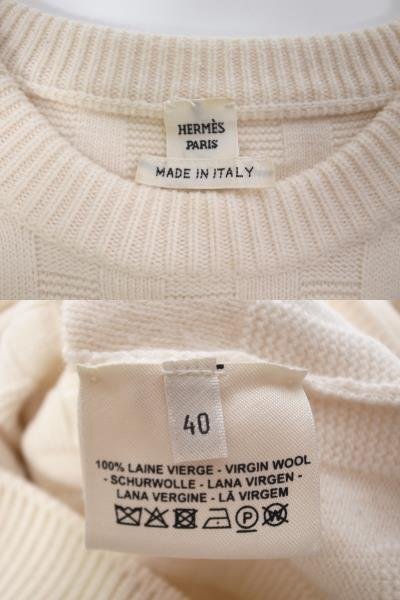 HERMÈS
PARIS
MADE IN ITALY
40
100% LAINE VIERGE - VIRGIN WOOL
- SCHURWOLLE - LANA VIRGEN -
LANA VERGINE - LÃ VIRGEM
P W